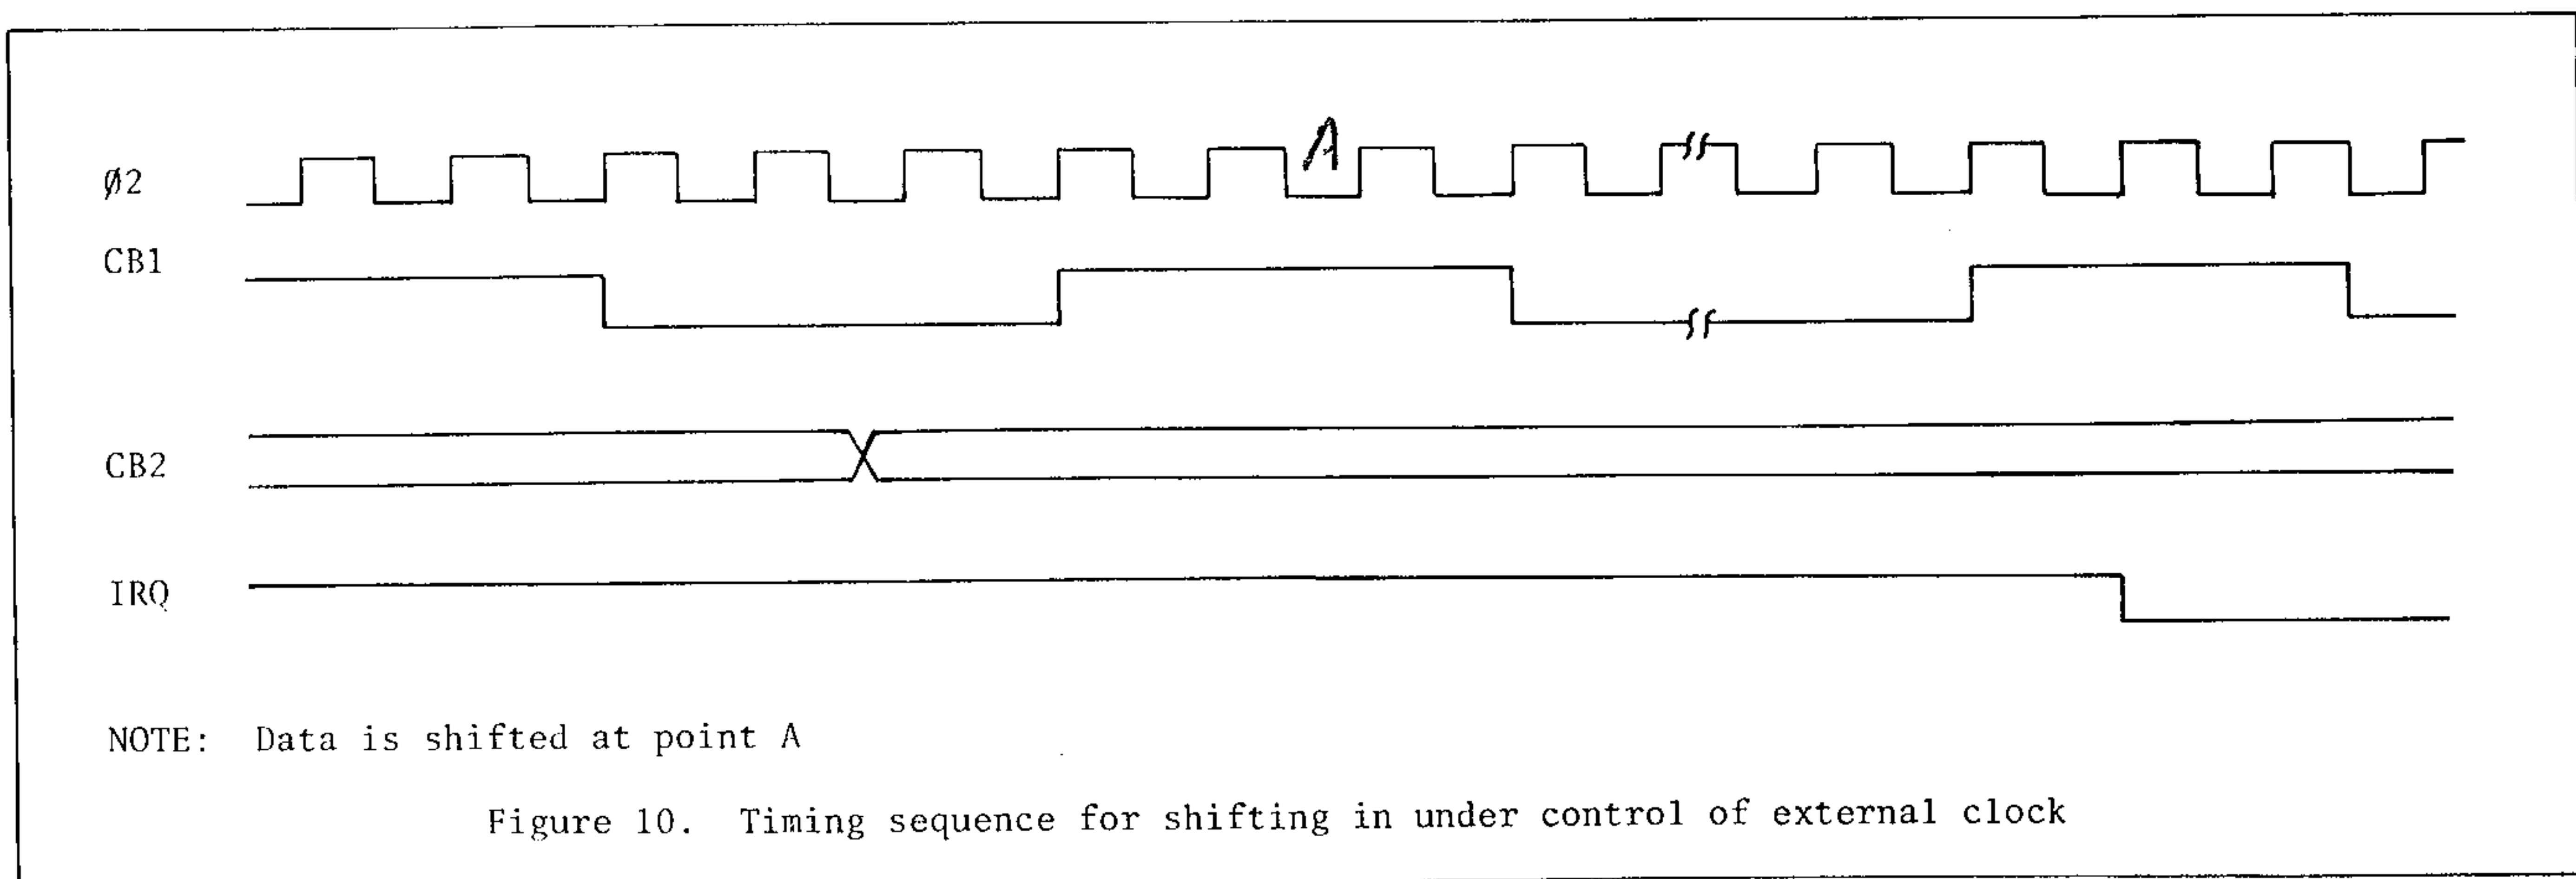 A
Ø2
CB1
CB2
IRQ
NOTE: Data is shifted at point A
Figure 10. Timing sequence for shifting in under control of external clock